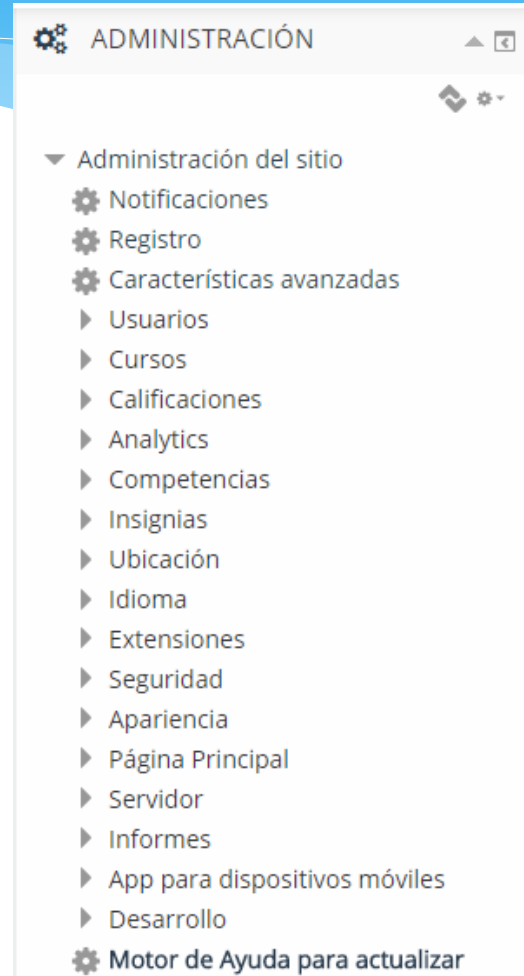 ADMINISTRACIÓN
Administración del sitio
Notificaciones
Registro
Características avanzadas
Usuarios
Cursos
Calificaciones
Analytics
Competencias
Insignias
Ubicación
Idioma
Extensiones
Seguridad
Apariencia
Página Principal
Servidor
Informes
App para dispositivos móviles
Desarrollo
Motor de Ayuda para actualizar